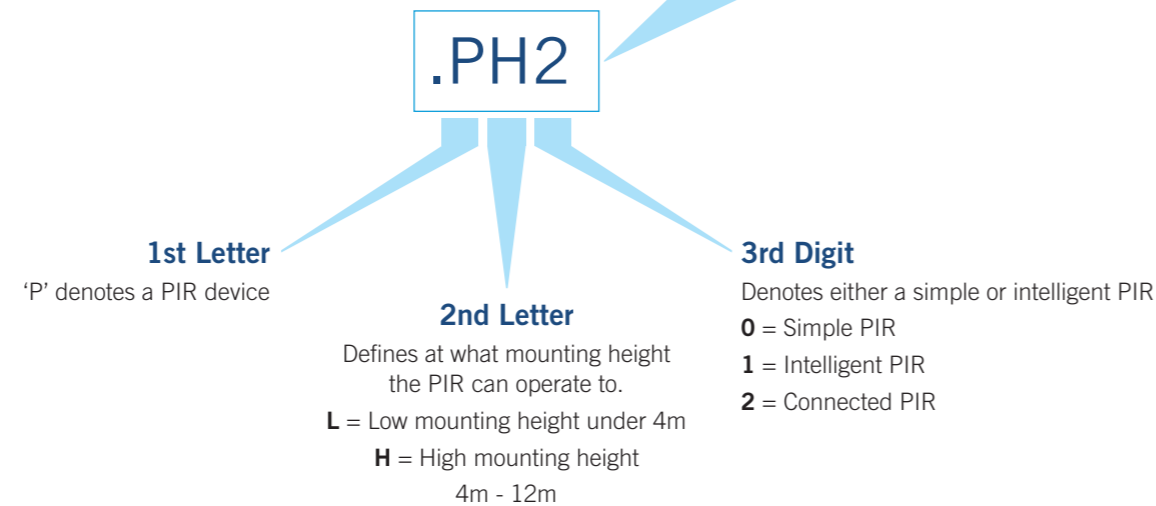 .PH2
1st Letter
‘P’ denotes a PIR device
2nd Letter
Defines at what mounting height
the PIR can operate to.
L = Low mounting height under 4m
H = High mounting height
4m - 12m
3rd Digit
Denotes either a simple or intelligent PIR
0 = Simple PIR
1 = Intelligent PIR
2 = Connected PIR